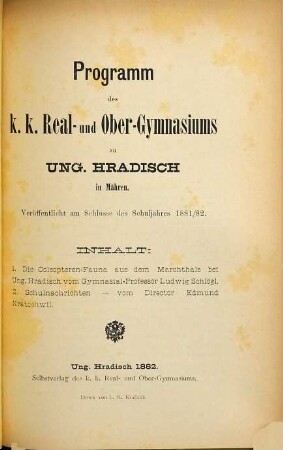 Programm
des
k. k. Real- und Ober-Gymnasiums
zu
UNG. HRADISCH
in Mähren.
Veröffentlicht am Schlusse des Schuljahres 1881/82.
INHALT:
1. Die Coleopteren-Fauna aus dem Marchthale bei
Ung. Hradisch vom Gymnasial-Professor Ludwig Schlögl.
2. Schulnachrichten — vom Director Edmund
Ung. Hradisch 1882.
Selbstverlag des k. k. Real- und Ober-Gymnasiums.
Druck von